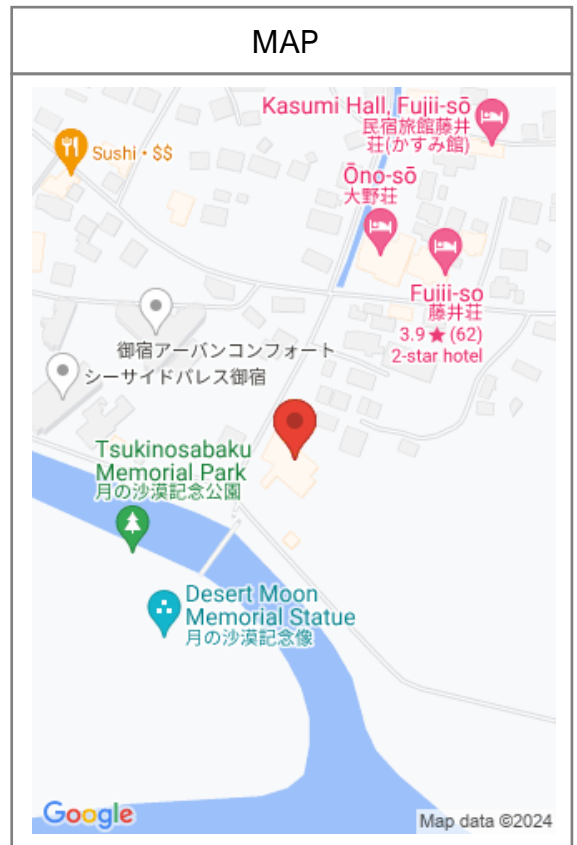 MAP
Kasumi Hall, Fujii-sō
民宿旅館藤井
荘(かすみ館)
Sushi・$$
Ōno-sō
大野荘
Fujii-so
藤井荘
3.9★(62)
2-star hotel
御宿アーバンコンフォート
シーサイドパレス御宿
Tsukinosabaku
Memorial Park
月の沙漠記念公園
Desert Moon
Memorial Statue
月の沙漠記念像
Google
Map data ©2024